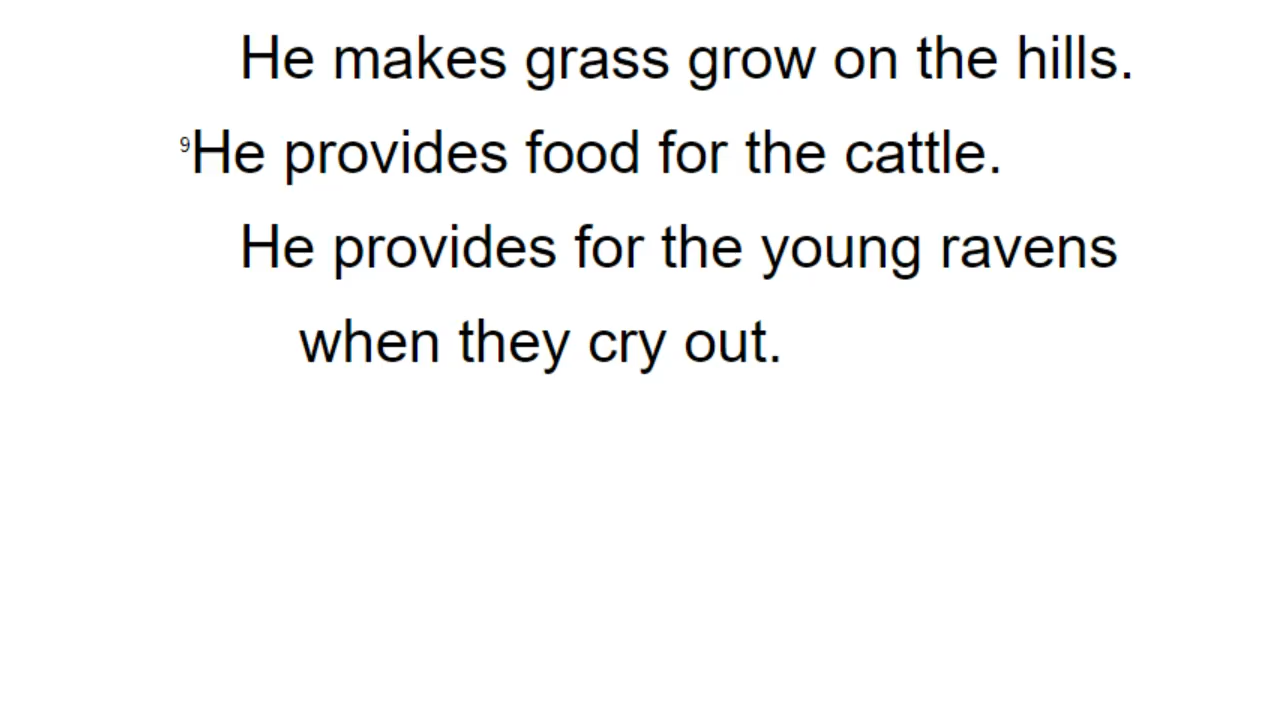 He makes grass grow on the hills.
9He provides food for the cattle.
He provides for the young ravens
when they cry out.